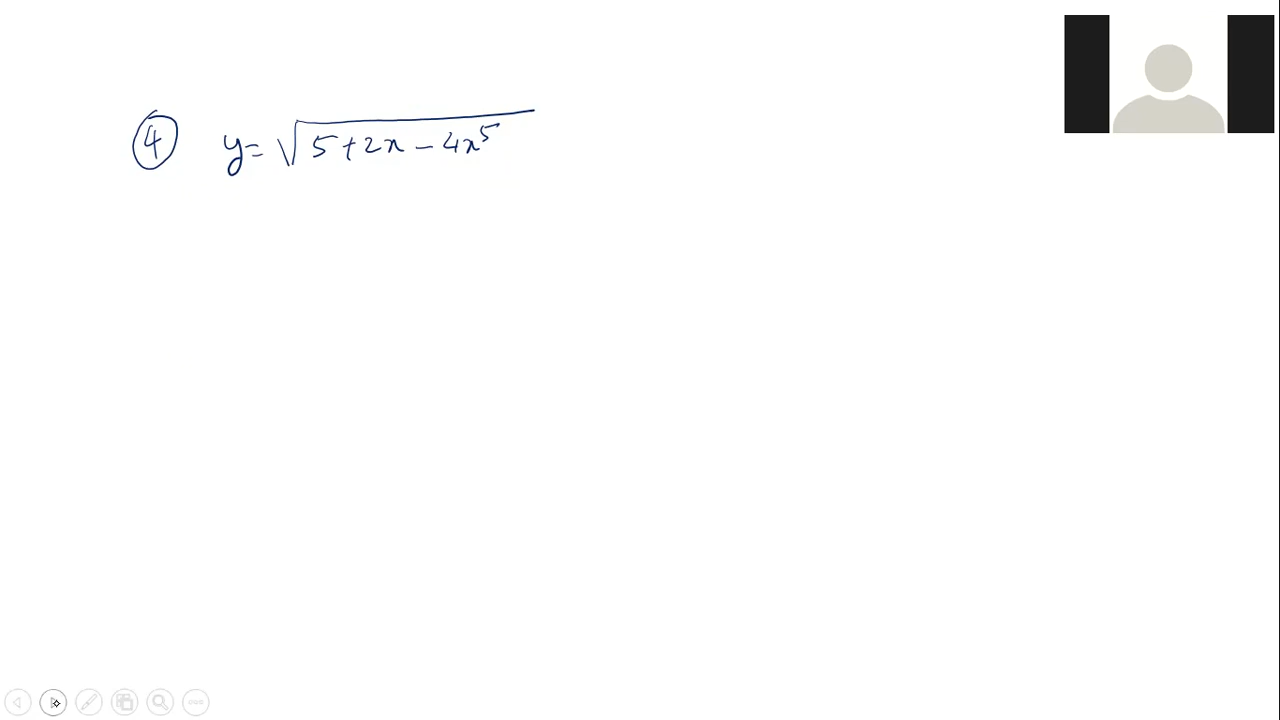 ④ y = √(5 + 2x − 4x⁵)